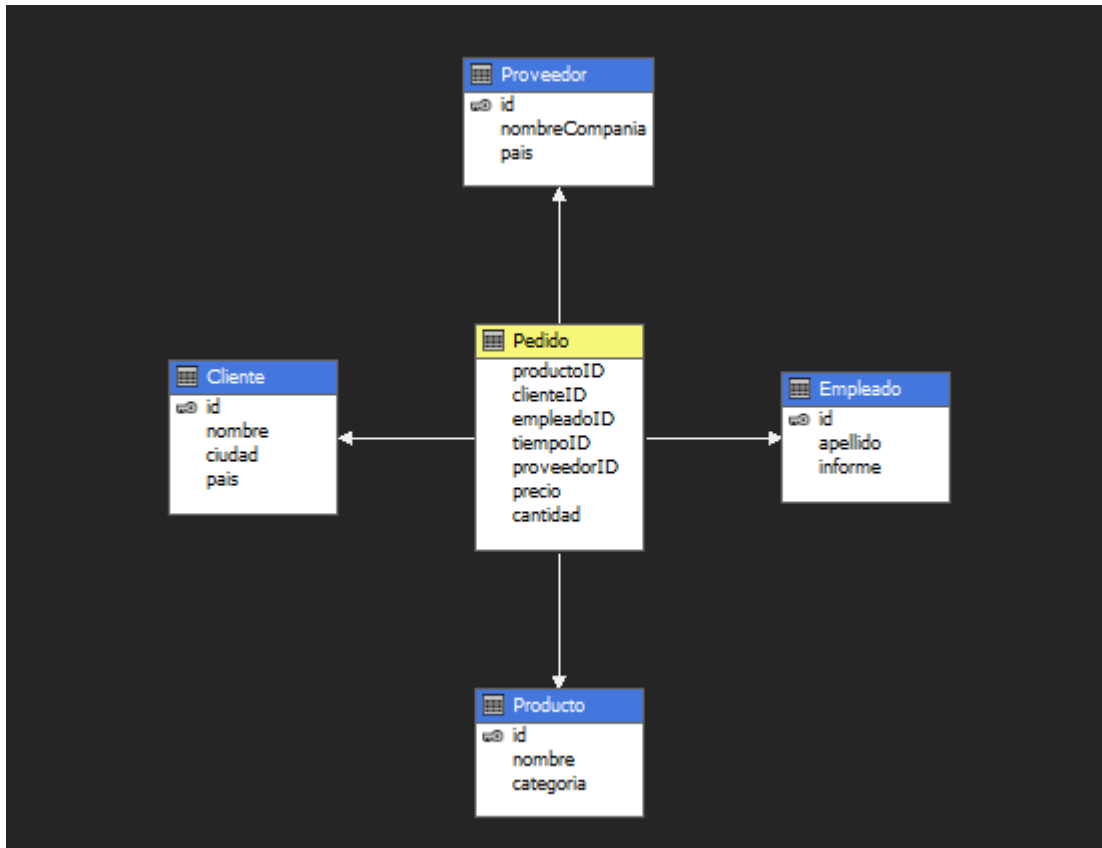 Proveedor
id
nombreCompania
pais
Pedido
productoID
clienteID
empleadoID
tiempoID
proveedorID
precio
cantidad
Cliente
id
nombre
ciudad
pais
Empleado
id
apellido
informe
Producto
id
nombre
categoria